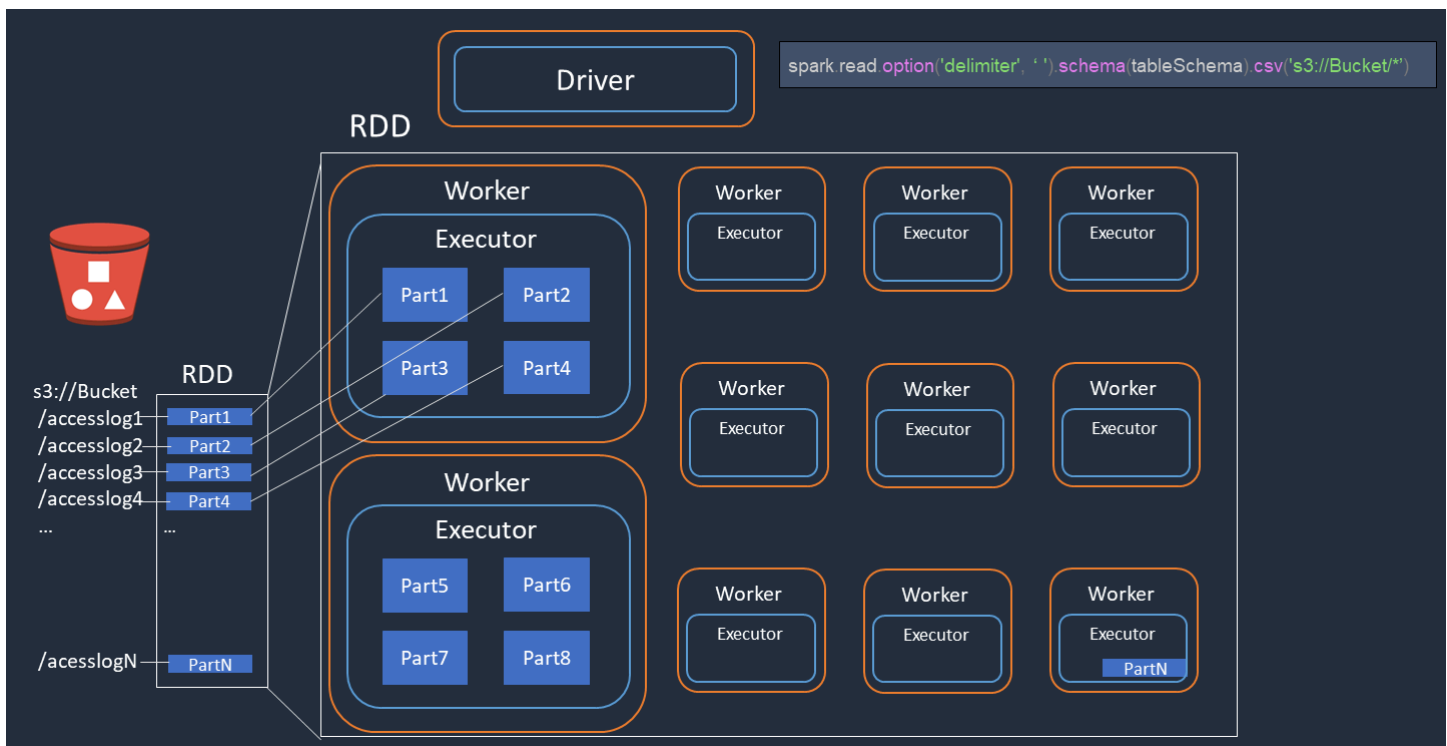 Driver
spark.read.option('delimiter', ‘ ').schema(tableSchema).csv('s3://Bucket/*’)
RDD
Worker
Executor
Part1
Part2
Part3
Part4
Worker
Executor
Part5
Part6
Part7
Part8
Worker
Executor
Worker
Executor
Worker
Executor
Worker
Executor
Worker
Executor
Worker
Executor
Worker
Executor
Worker
Executor
Worker
Executor
PartN
RDD
s3://Bucket
/accesslog1 Part1
/accesslog2 Part2
/accesslog3 Part3
/accesslog4 Part4
... ...
/acesslogN PartN